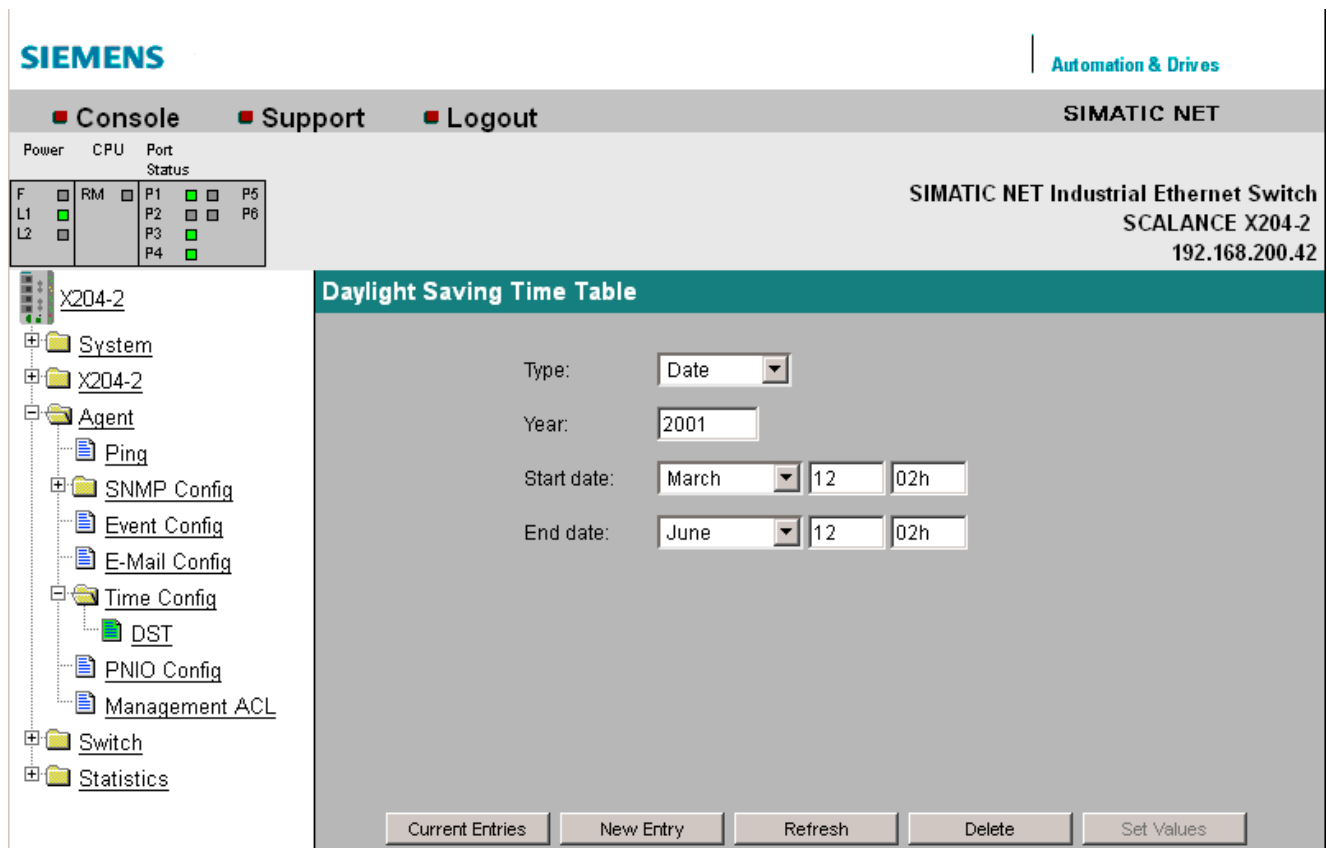 SIEMENS
Automation & Drives
Console Support Logout
SIMATIC NET
Power CPU Port Status
F RM P1 P5
L1 P2 P6
L2 P3
P4
SIMATIC NET Industrial Ethernet Switch
SCALANCE X204-2
192.168.200.42
X204-2
System
X204-2
Agent
Ping
SNMP Config
Event Config
E-Mail Config
Time Config
DST
PNIO Config
Management ACL
Switch
Statistics
Daylight Saving Time Table
Type: Date
Year: 2001
Start date: March 12 02h
End date: June 12 02h
Current Entries New Entry Refresh Delete Set Values